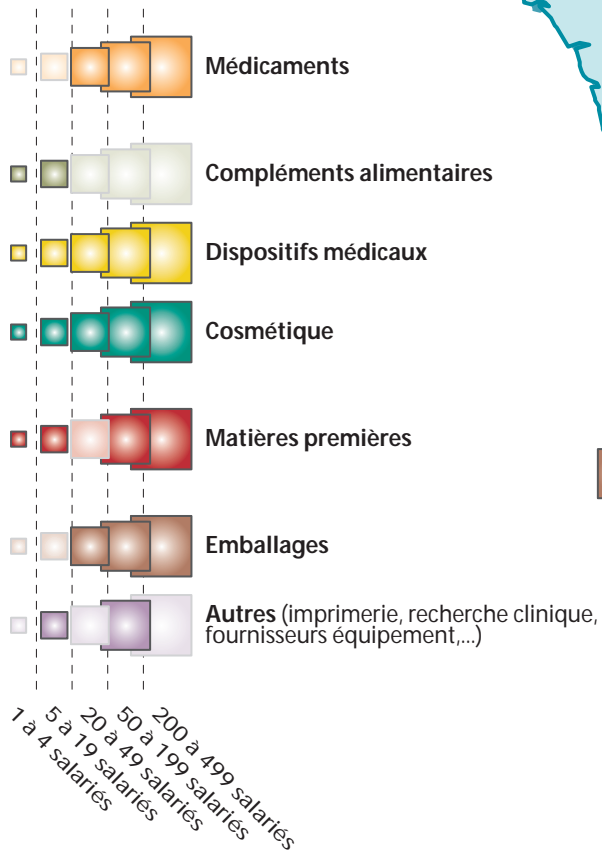 Médicaments
Compléments alimentaires
Dispositifs médicaux
Cosmétique
Matières premières
Emballages
Autres (imprimerie, recherche clinique,
fournisseurs équipement,...)
1 à 4 salariés
5 à 19 salariés
20 à 49 salariés
50 à 199 salariés
200 à 499 salariés